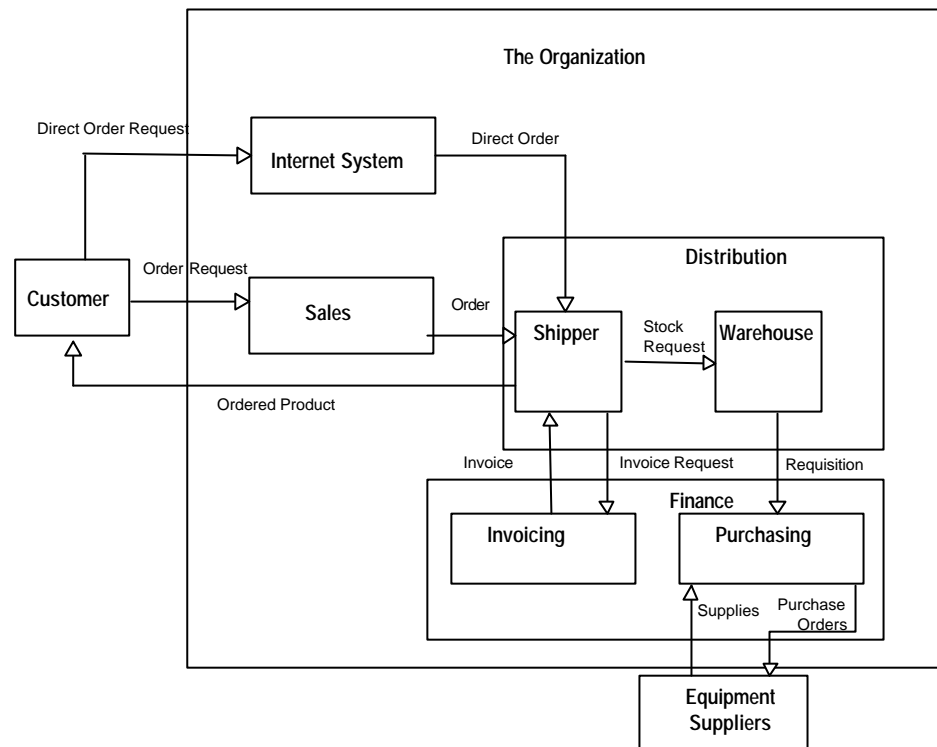 The Organization
Direct Order Request
Internet System
Direct Order
Distribution
Customer
Order Request
Sales
Order
Shipper
Stock
Request
Warehouse
Ordered Product
Invoice
Invoice Request
Requisition
Finance
Invoicing
Purchasing
Supplies
Purchase
Orders
Equipment
Suppliers